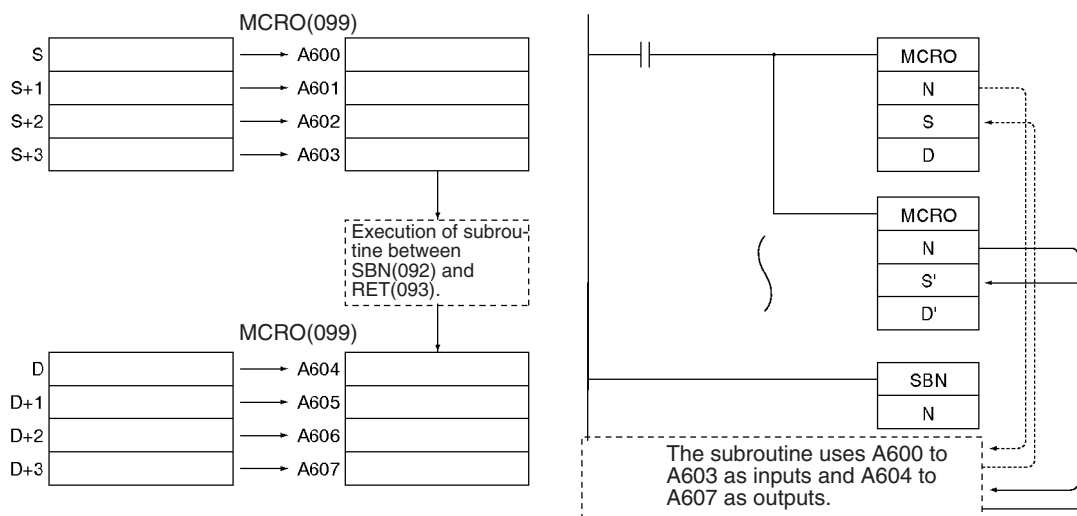 MCRO(099)
S A600
S+1 A601
S+2 A602
S+3 A603
Execution of subrou-
tine between
SBN(092) and
RET(093).
MCRO(099)
D A604
D+1 A605
D+2 A606
D+3 A607
MCRO
N
S
D
MCRO
N
S'
D'
SBN
N
The subroutine uses A600 to
A603 as inputs and A604 to
A607 as outputs.